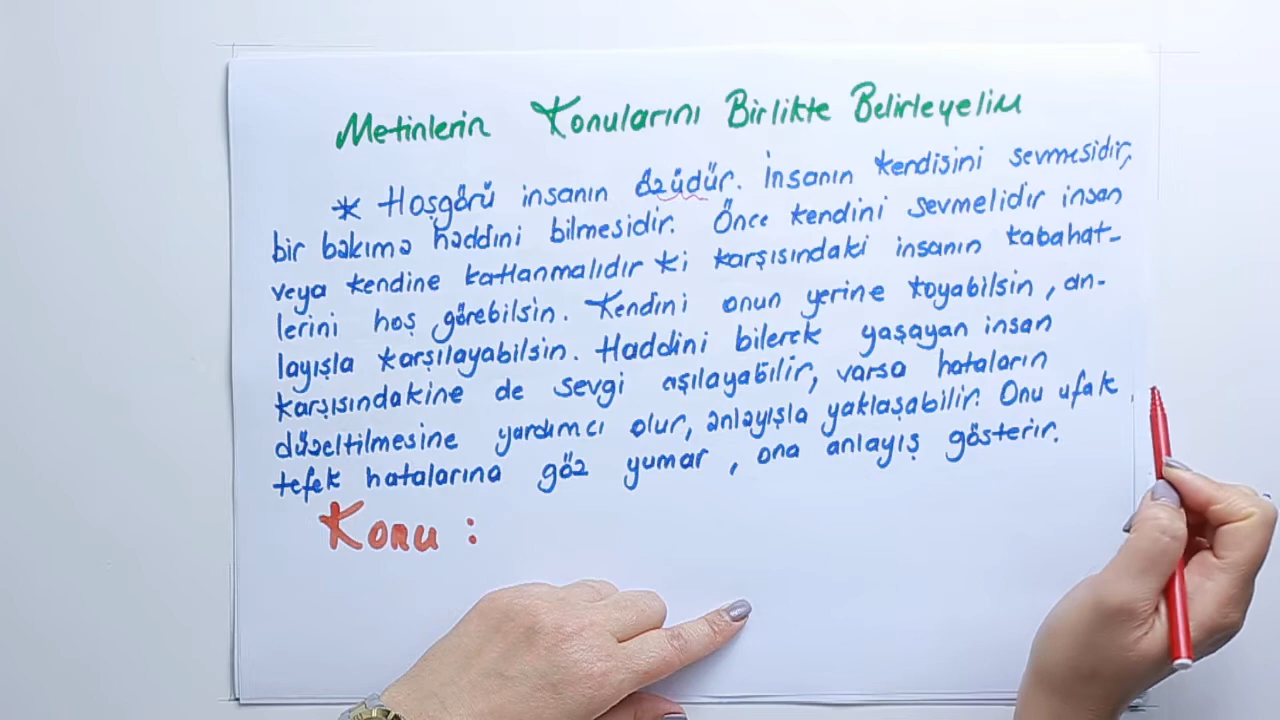 Metinlerin Konularını Birlikte Belirleyelim
* Hoşgörü insanın özüdür. İnsanın kendisini sevmesidir,
bir bakıma haddini bilmesidir. Önce kendini sevmelidir insan
veya kendine katlanmalıdır ki karşısındaki insanın kabahat-
lerini hoş görebilsin. Kendini onun yerine koyabilsin, an-
layışla karşılayabilsin. Haddini bilerek yaşayan insan
karşısındakine de sevgi aşılayabilir, varsa hataların
düzeltilmesine yardımcı olur, anlayışla yaklaşabilir. Onu ufak
tefek hatalarına göz yumar, ona anlayış gösterir.
Konu :